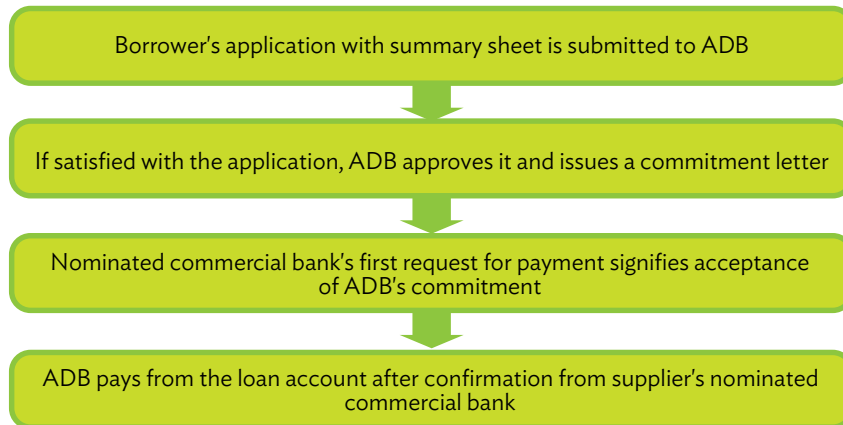 Borrower's application with summary sheet is submitted to ADB
If satisfied with the application, ADB approves it and issues a commitment letter
Nominated commercial bank's first request for payment signifies acceptance
of ADB's commitment
ADB pays from the loan account after confirmation from supplier's nominated
commercial bank